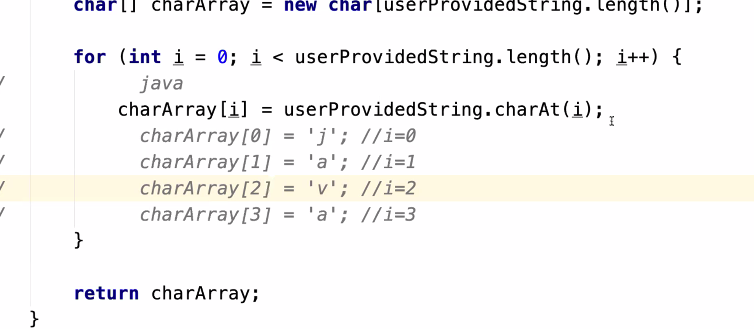 char[] charArray = new char[userProvidedString.length()];
for (int i = 0; i < userProvidedString.length(); i++) {
/ java
charArray[i] = userProvidedString.charAt(i);
/ charArray[0] = 'j'; //i=0
/ charArray[1] = 'a'; //i=1
/ charArray[2] = 'v'; //i=2
/ charArray[3] = 'a'; //i=3
}
return charArray;
}